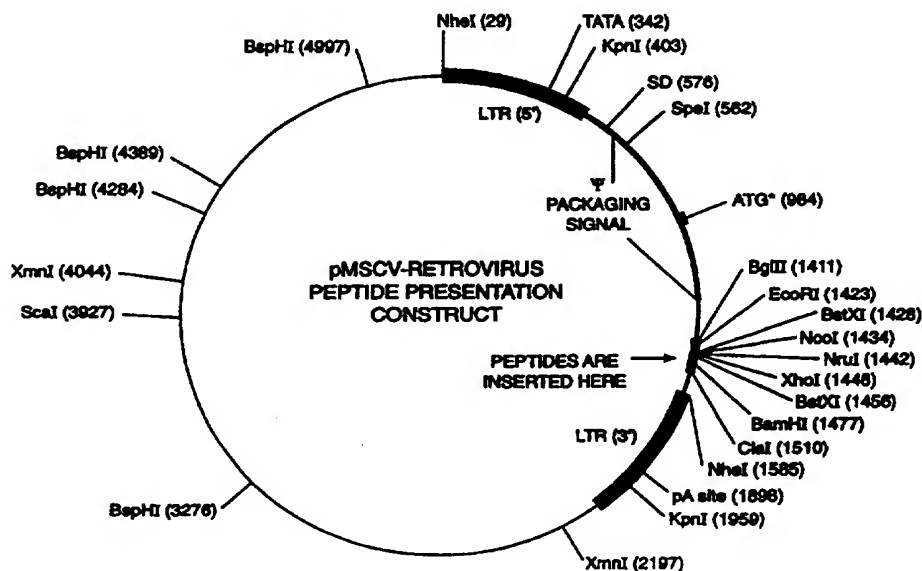 NheI (29)
TATA (342)
KpnI (403)
BspHI (4997)
SD (576)
SpeI (562)
LTR (5')
BspHI (4389)
BspHI (4284)
Ψ
PACKAGING
SIGNAL
ATG* (964)
XmnI (4044)
ScaI (3927)
pMSCV-RETROVIRUS
PEPTIDE PRESENTATION
CONSTRUCT
BglII (1411)
EcoRI (1423)
BstXI (1428)
NcoI (1434)
NruI (1442)
XhoI (1446)
BstXI (1456)
BamHI (1477)
ClaI (1510)
NheI (1585)
PEPTIDES ARE
INSERTED HERE
LTR (3')
pA site (1898)
KpnI (1959)
BspHI (3276)
XmnI (2197)